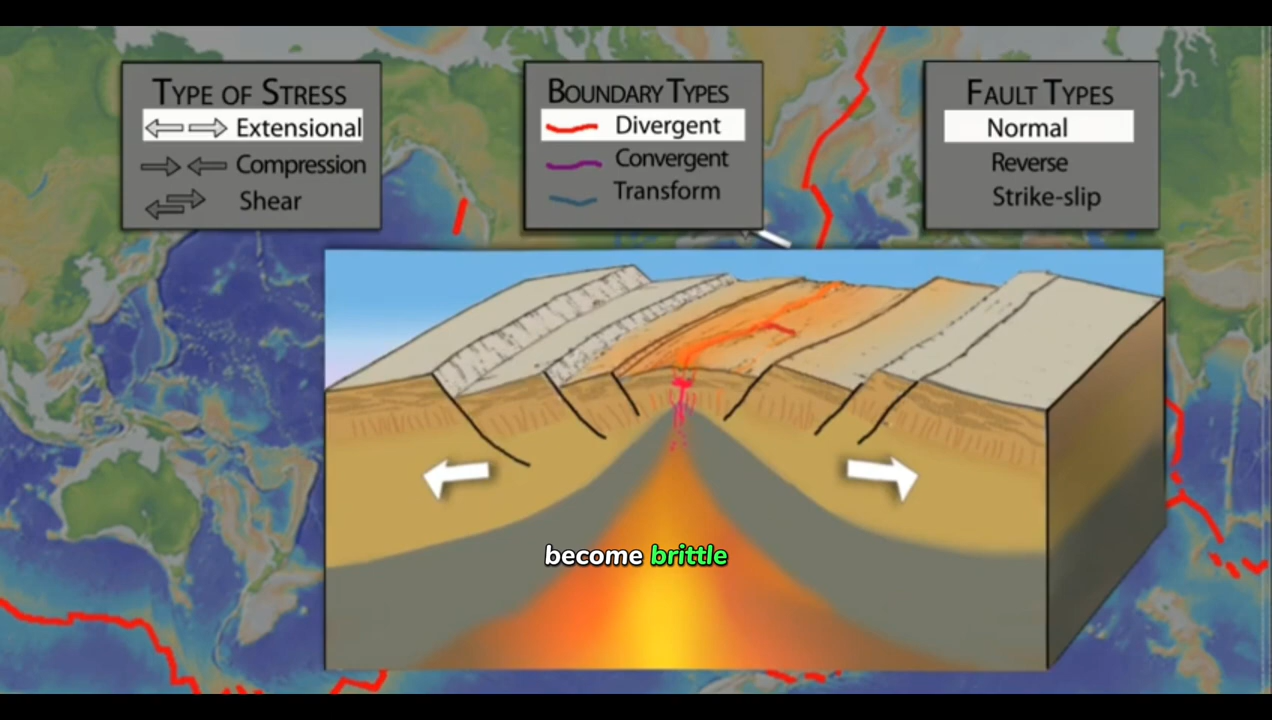 TYPE OF STRESS
Extensional
Compression
Shear
BOUNDARY TYPES
Divergent
Convergent
Transform
FAULT TYPES
Normal
Reverse
Strike-slip
become brittle